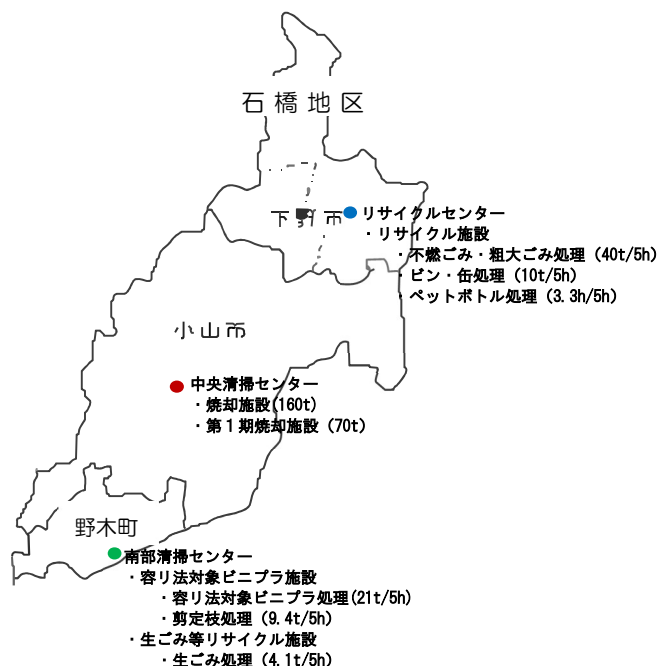 石橋地区
下野市
リサイクルセンター
・リサイクル施設
・不燃ごみ・粗大ごみ処理（40t/5h）
・ビン・缶処理（10t/5h）
・ペットボトル処理（3.3h/5h）
小山市
中央清掃センター
・焼却施設(160t)
・第１期焼却施設（70t）
野木町
南部清掃センター
・容リ法対象ビニプラ施設
・容リ法対象ビニプラ処理(21t/5h)
・剪定枝処理（9.4t/5h）
・生ごみ等リサイクル施設
・生ごみ処理（4.1t/5h）